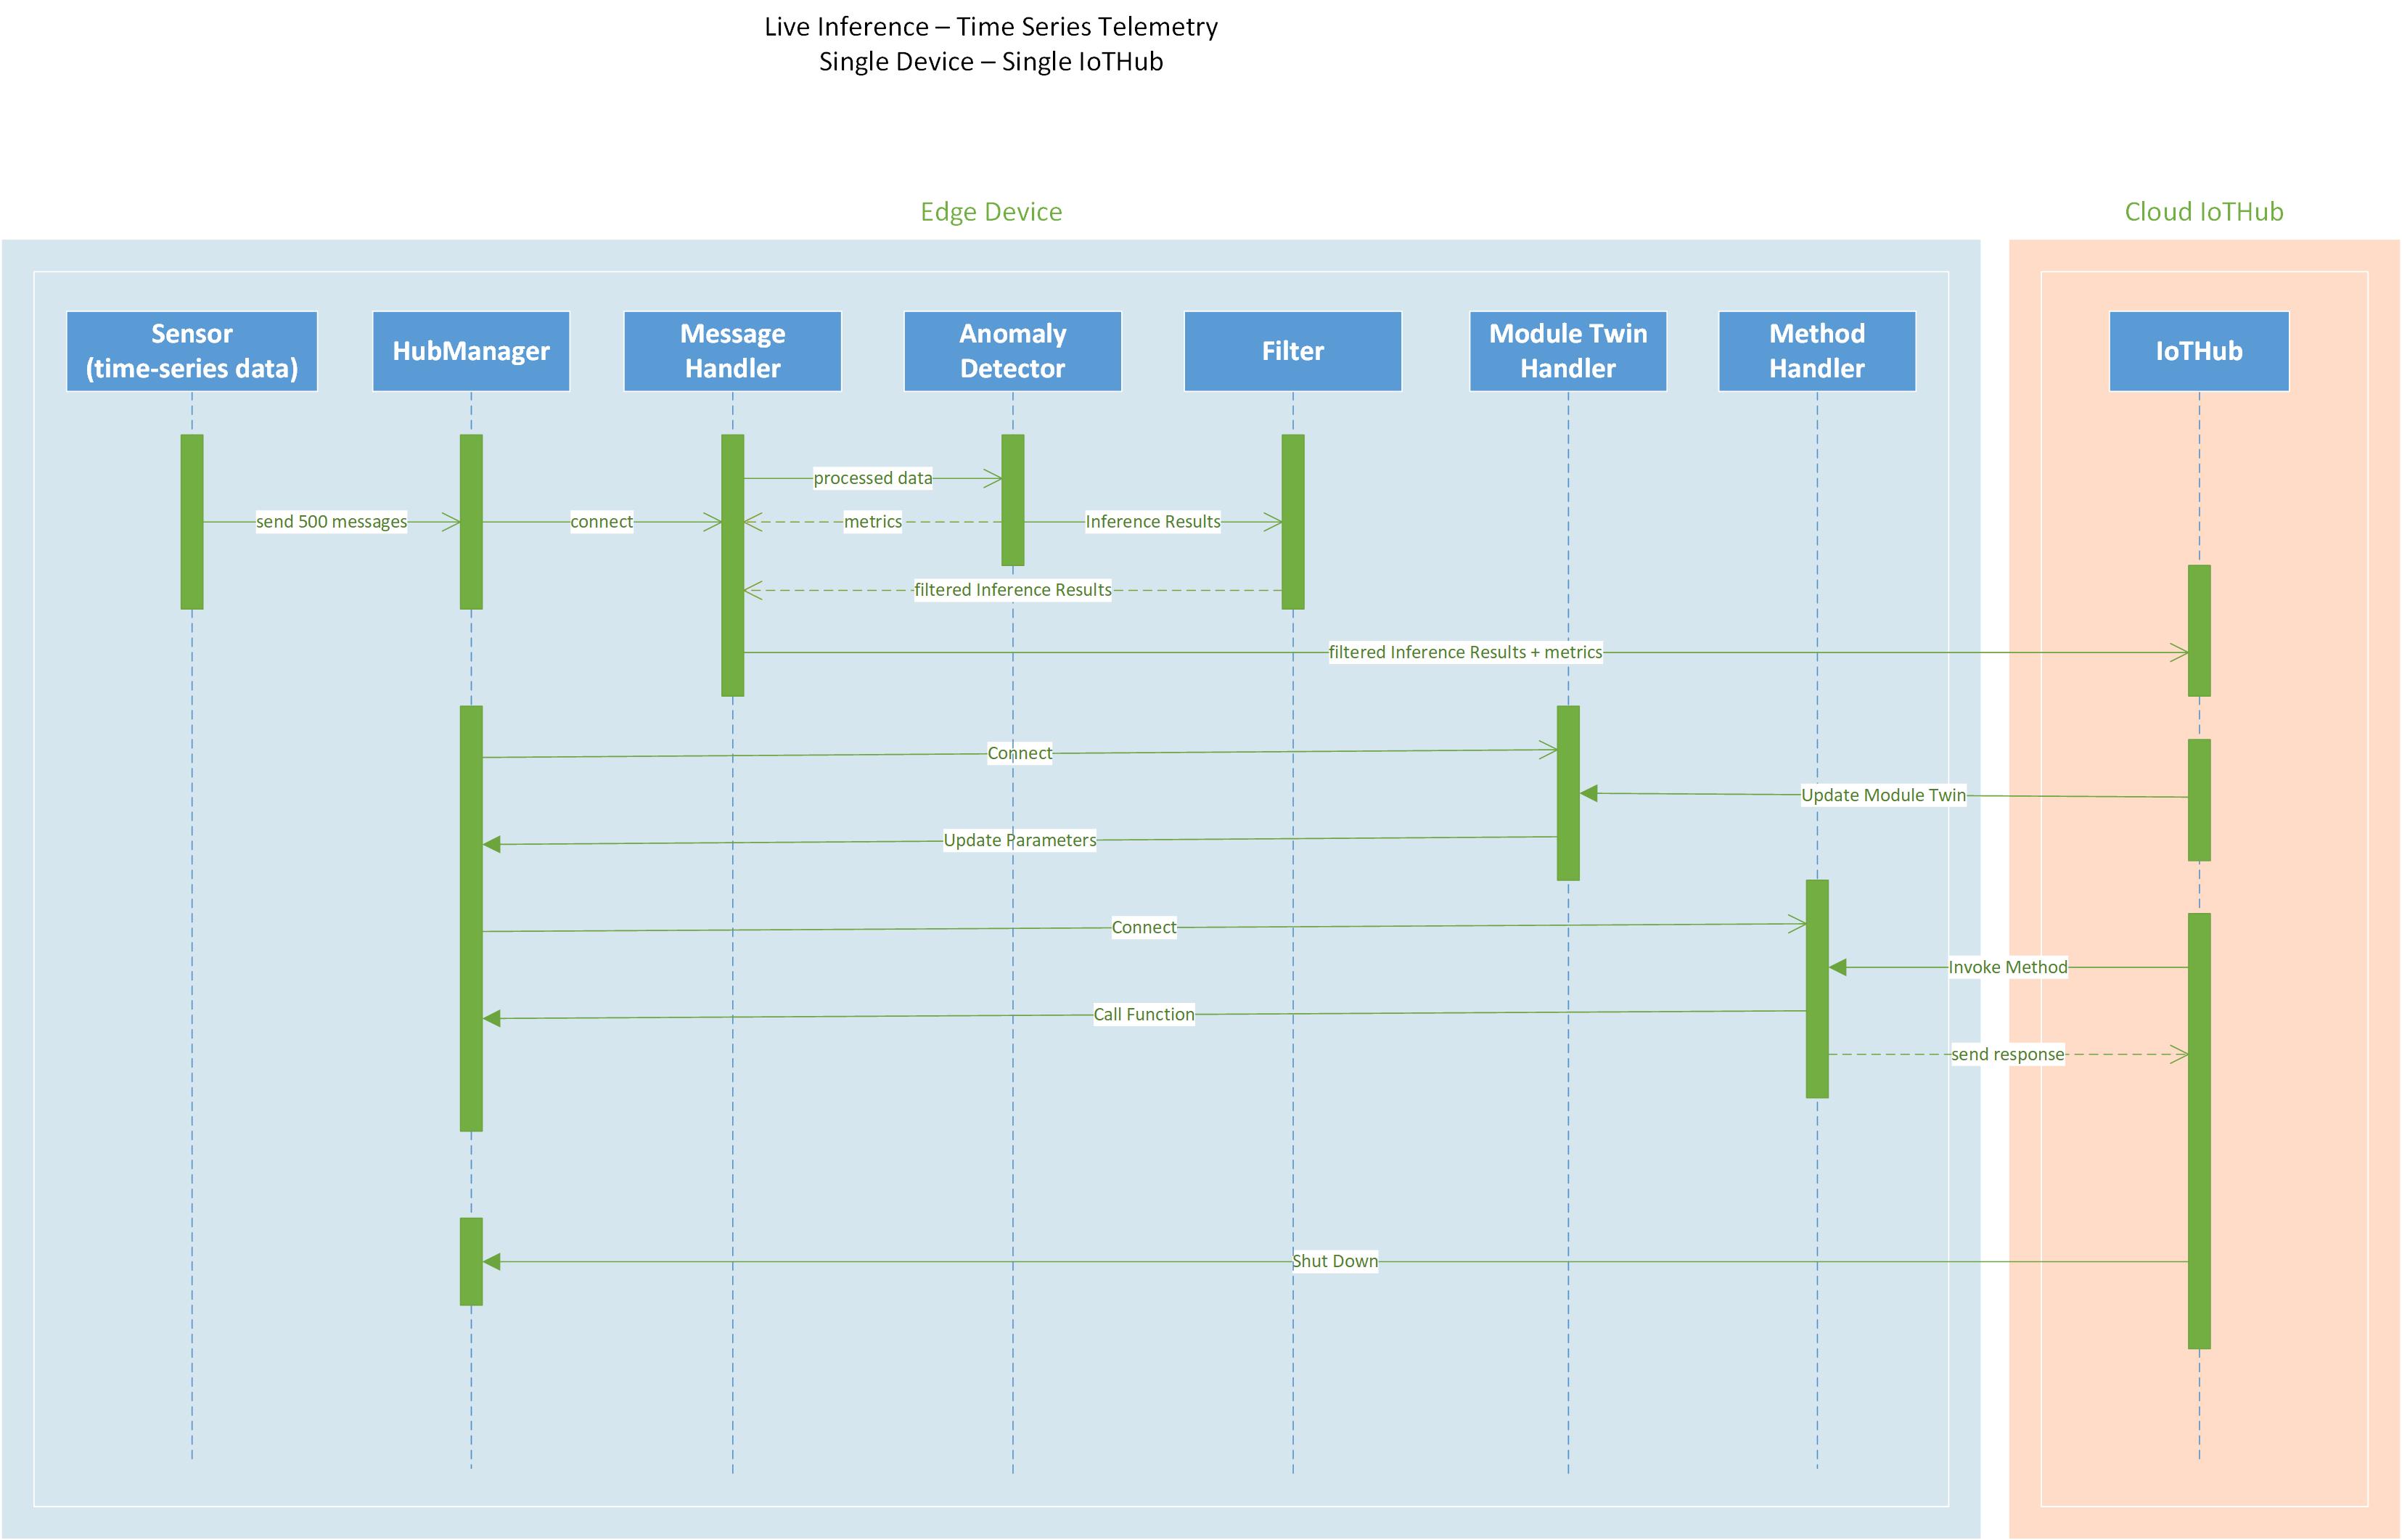 Live Inference – Time Series Telemetry
Single Device – Single IoTHub
Edge Device
Cloud IoTHub
Sensor
(time-series data)
HubManager
Message
Handler
Anomaly
Detector
Filter
Module Twin
Handler
Method
Handler
IoTHub
processed data
send 500 messages
connect
metrics
Inference Results
filtered Inference Results
filtered Inference Results + metrics
Connect
Update Module Twin
Update Parameters
Connect
Invoke Method
Call Function
send response
Shut Down